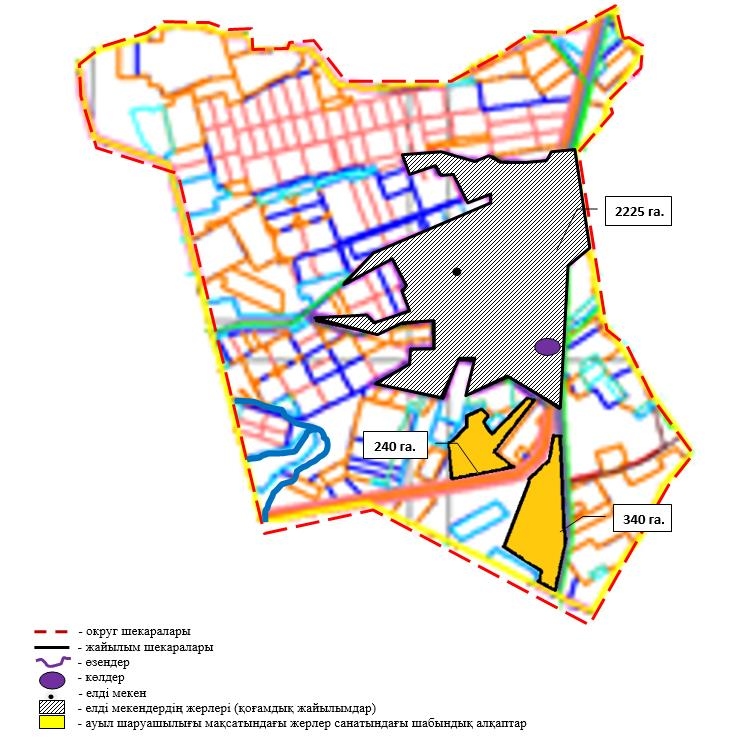 2225 га.
240 га.
340 га.
- округ шекаралары
- жайылым шекаралары
- өзендер
- көлдер
- елді мекен
- елді мекендердің жерлері (қоғамдық жайылымдар)
- ауыл шаруашылығы мақсатындағы жерлер санатындағы шабындық алқаптар